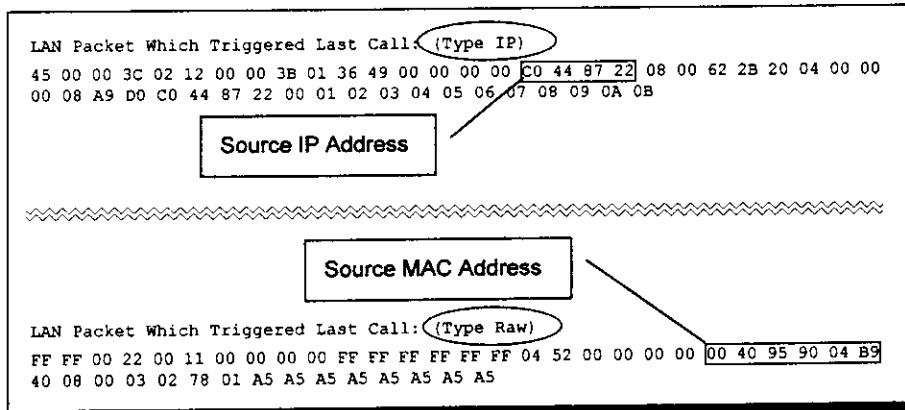 LAN Packet Which Triggered Last Call: (Type IP)
45 00 00 3C 02 12 00 00 3B 01 36 49 00 00 00 00 C0 44 87 22 08 00 62 2B 20 04 00 00
00 08 A9 D0 C0 44 87 22 00 01 02 03 04 05 06 07 08 09 0A 0B
Source IP Address
Source MAC Address
LAN Packet Which Triggered Last Call: (Type Raw)
FF FF 00 22 00 11 00 00 00 00 FF FF FF FF FF FF 04 52 00 00 00 00 00 40 95 90 04 B9
40 08 00 03 02 78 01 A5 A5 A5 A5 A5 A5 A5 A5